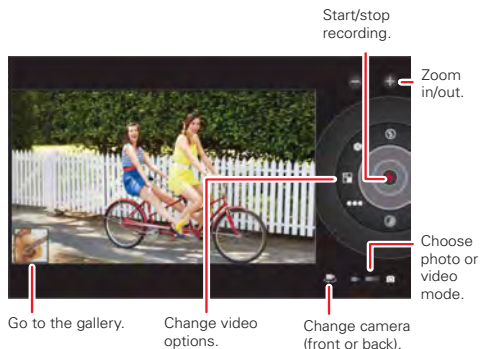 Start/stop
recording.
Zoom
in/out.
Choose
photo or
video
mode.
Go to the gallery.
Change video
options.
Change camera
(front or back).